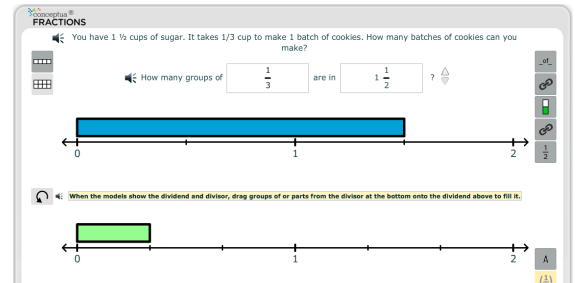 conceptua ®
FRACTIONS
You have 1 ½ cups of sugar. It takes 1/3 cup to make 1 batch of cookies. How many batches of cookies can you
make?
How many groups of 1/3 are in 1 1/2 ?
_of_
1/2
0 1 2
When the models show the dividend and divisor, drag groups of or parts from the divisor at the bottom onto the dividend above to fill it.
0 1 2
A
(1/2)